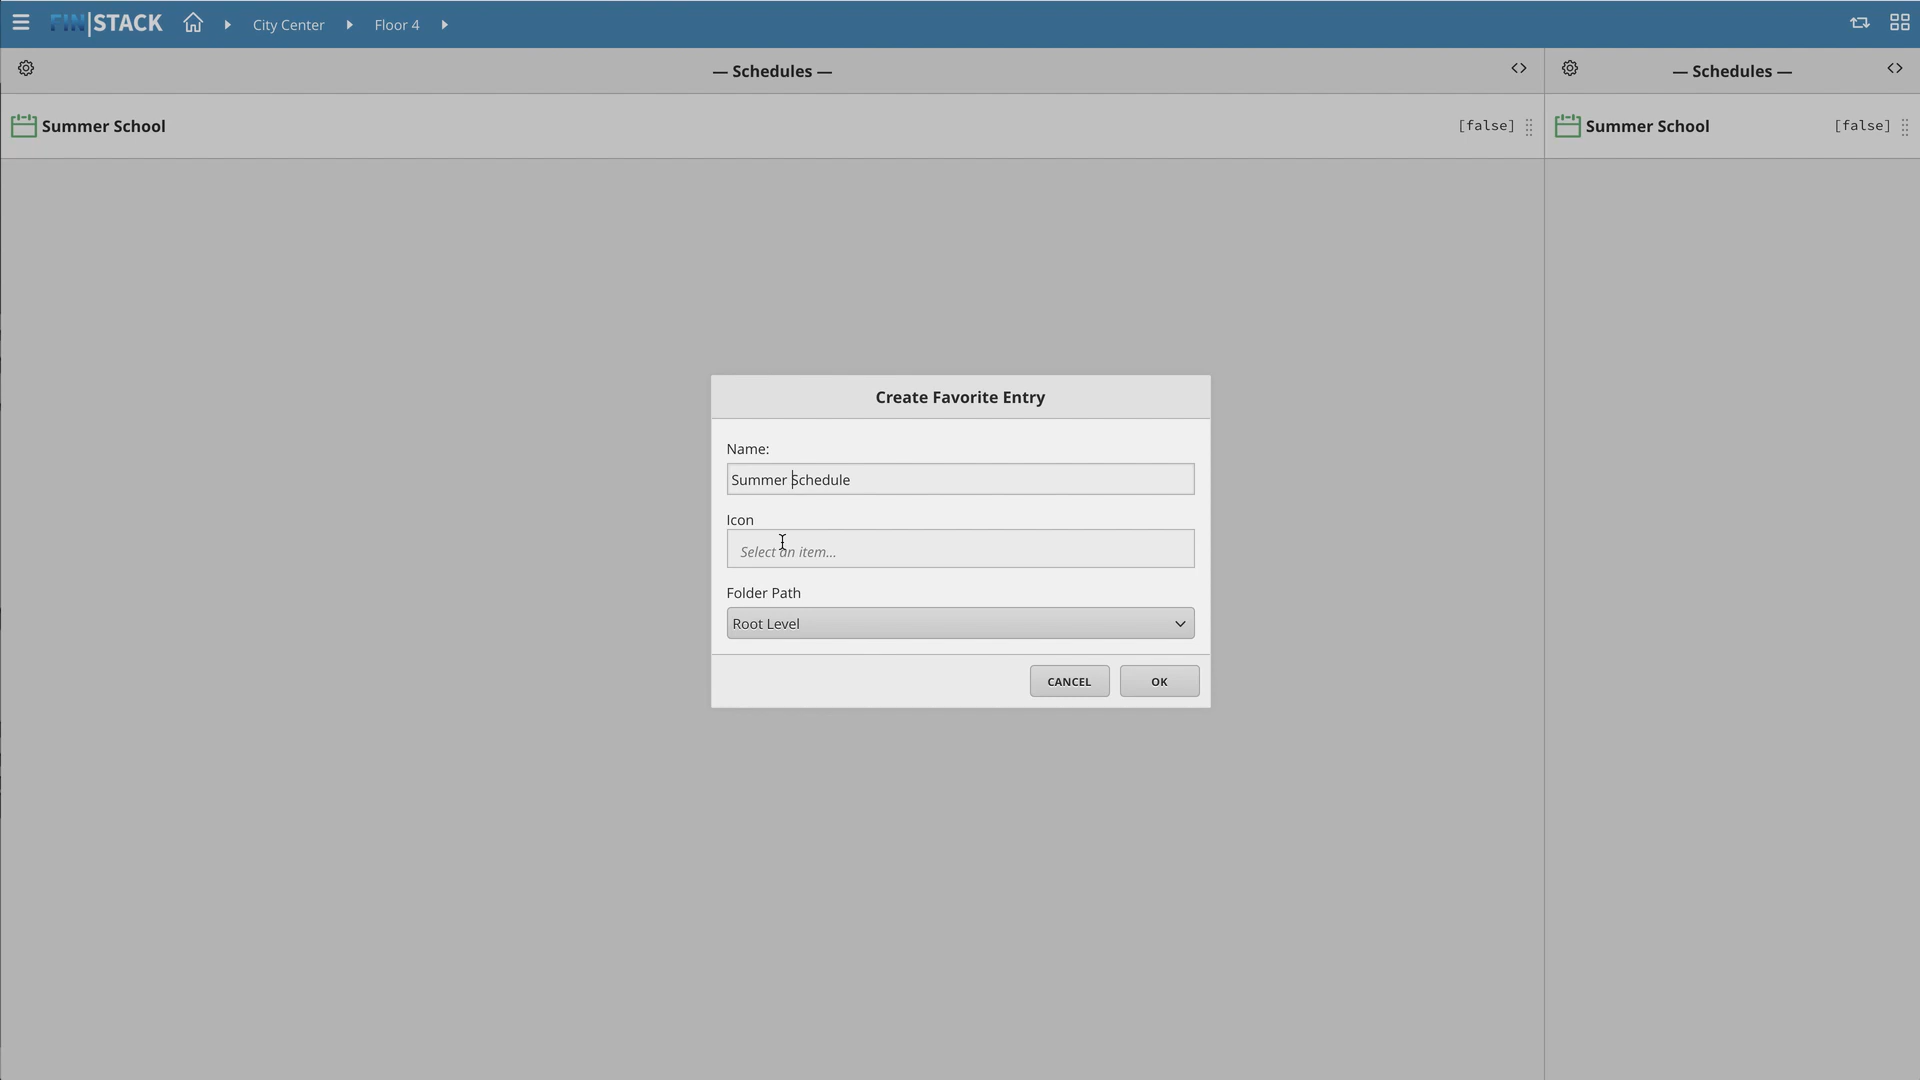 FIN|STACK City Center Floor 4
— Schedules — <> — Schedules — <>
Summer School [false] Summer School [false]
Create Favorite Entry
Name:
Summer Schedule
Icon
Select an item...
Folder Path
Root Level
CANCEL OK